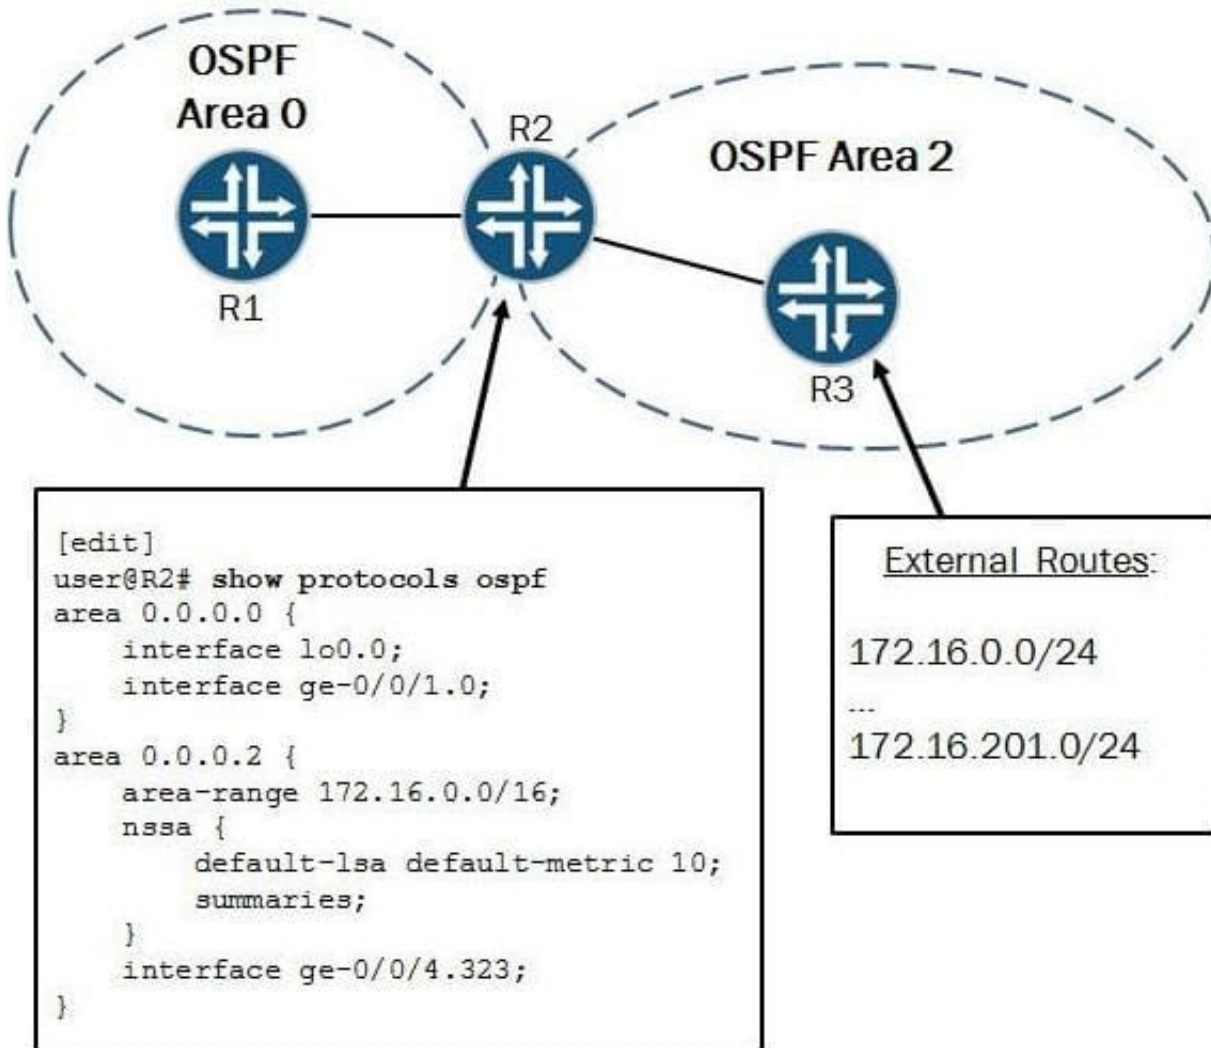 OSPF
Area 0
R2
OSPF Area 2
R1
R3
[edit]
user@R2# show protocols ospf
area 0.0.0.0 {
    interface lo0.0;
    interface ge-0/0/1.0;
}
area 0.0.0.2 {
    area-range 172.16.0.0/16;
    nssa {
        default-lsa default-metric 10;
        summaries;
    }
    interface ge-0/0/4.323;
}
External Routes:
172.16.0.0/24
...
172.16.201.0/24